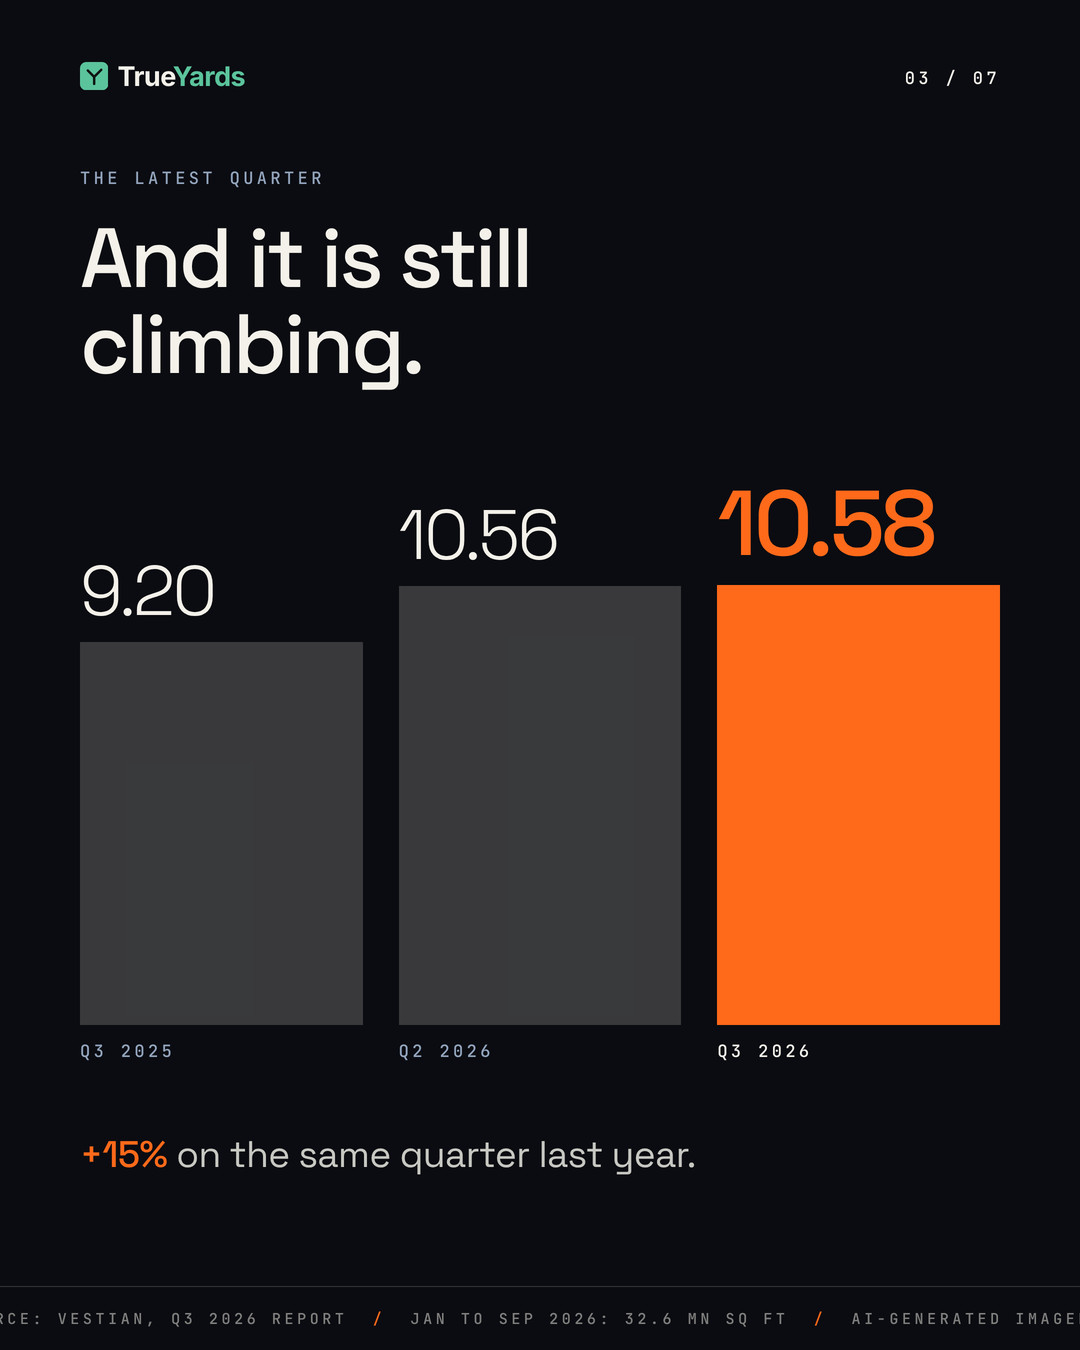 TrueYards
03 / 07
THE LATEST QUARTER
And it is still
climbing.
9.20
10.56
10.58
Q3 2025
Q2 2026
Q3 2026
+15% on the same quarter last year.
RCE: VESTIAN, Q3 2026 REPORT / JAN TO SEP 2026: 32.6 MN SQ FT / AI-GENERATED IMAGE